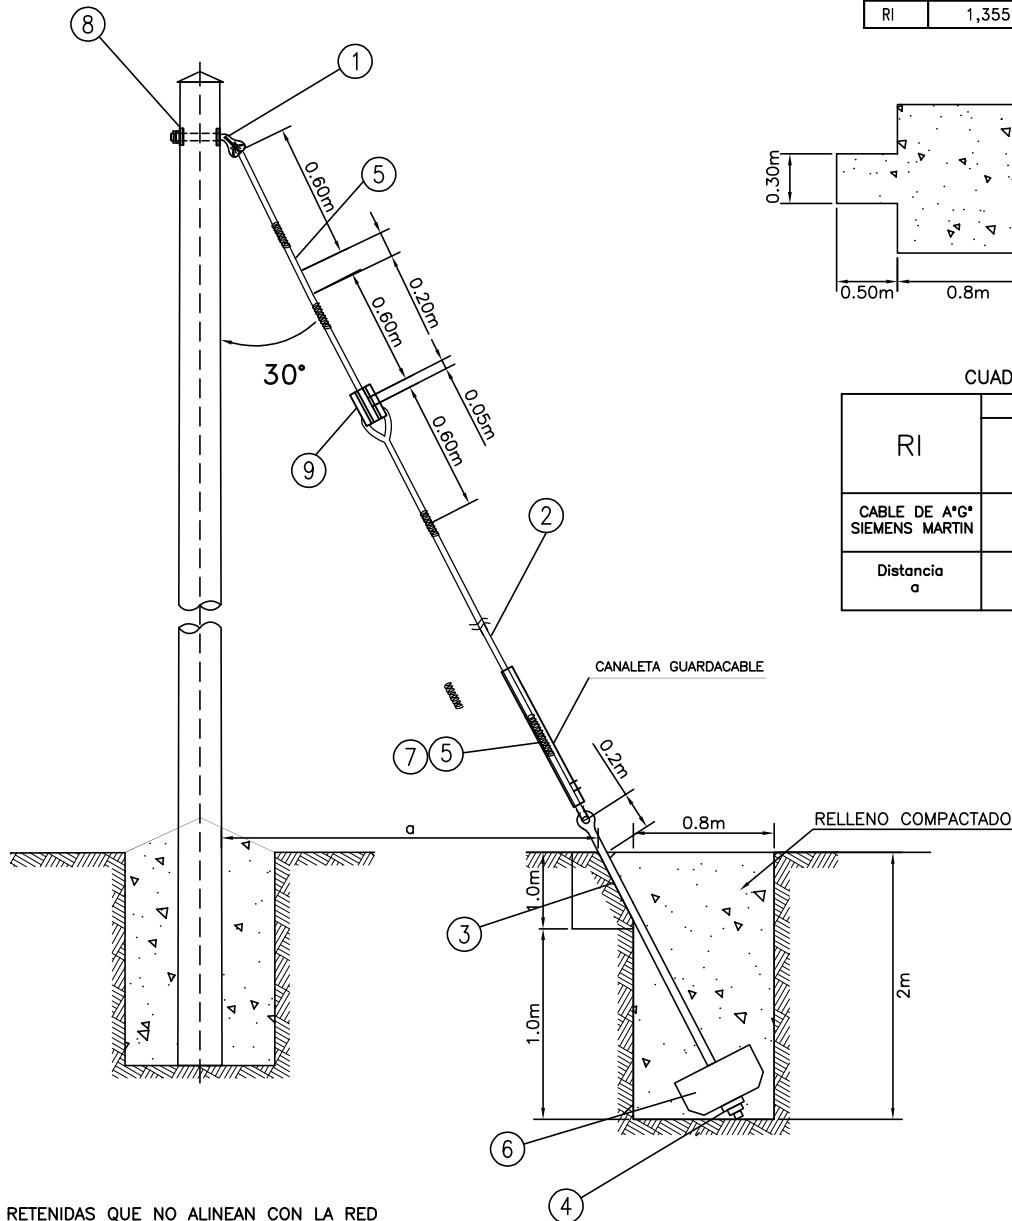 RI 1,355
8
1
0.60m
5
0.30m
0.20m
0.60m
0.50m 0.8m
30°
0.05m
0.60m
9
CUAD
RI
CABLE DE A°G°
SIEMENS MARTIN
Distancia
a
2
CANALETA GUARDACABLE
7 5
0.2m
a
0.8m
RELLENO COMPACTADO
1.0m
3
1.0m
2m
6
4
RETENIDAS QUE NO ALINEAN CON LA RED